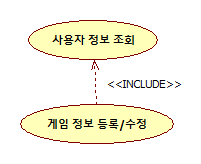 사용자 정보 조회
<<INCLUDE>>
게임 정보 등록/수정